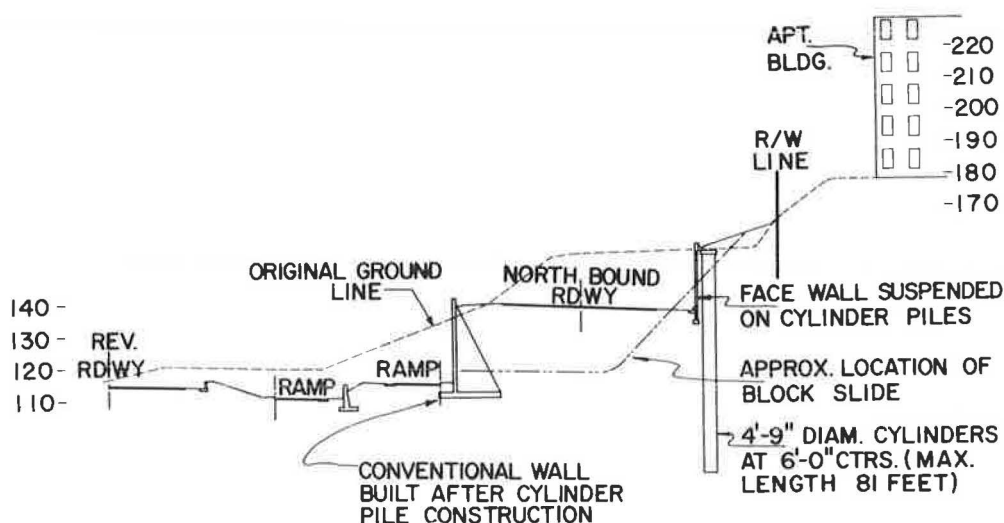 APT.
BLDG.
-220
-210
-200
-190
-180
-170
R/W
LINE
ORIGINAL GROUND
LINE
NORTH BOUND
RDWY
FACE WALL SUSPENDED
ON CYLINDER PILES
140 -
130 -
120 -
110 -
REV.
RDWY
RAMP
RAMP
APPROX. LOCATION OF
BLOCK SLIDE
4'-9" DIAM. CYLINDERS
AT 6'-0" CTRS. (MAX.
LENGTH 81 FEET)
CONVENTIONAL WALL
BUILT AFTER CYLINDER
PILE CONSTRUCTION